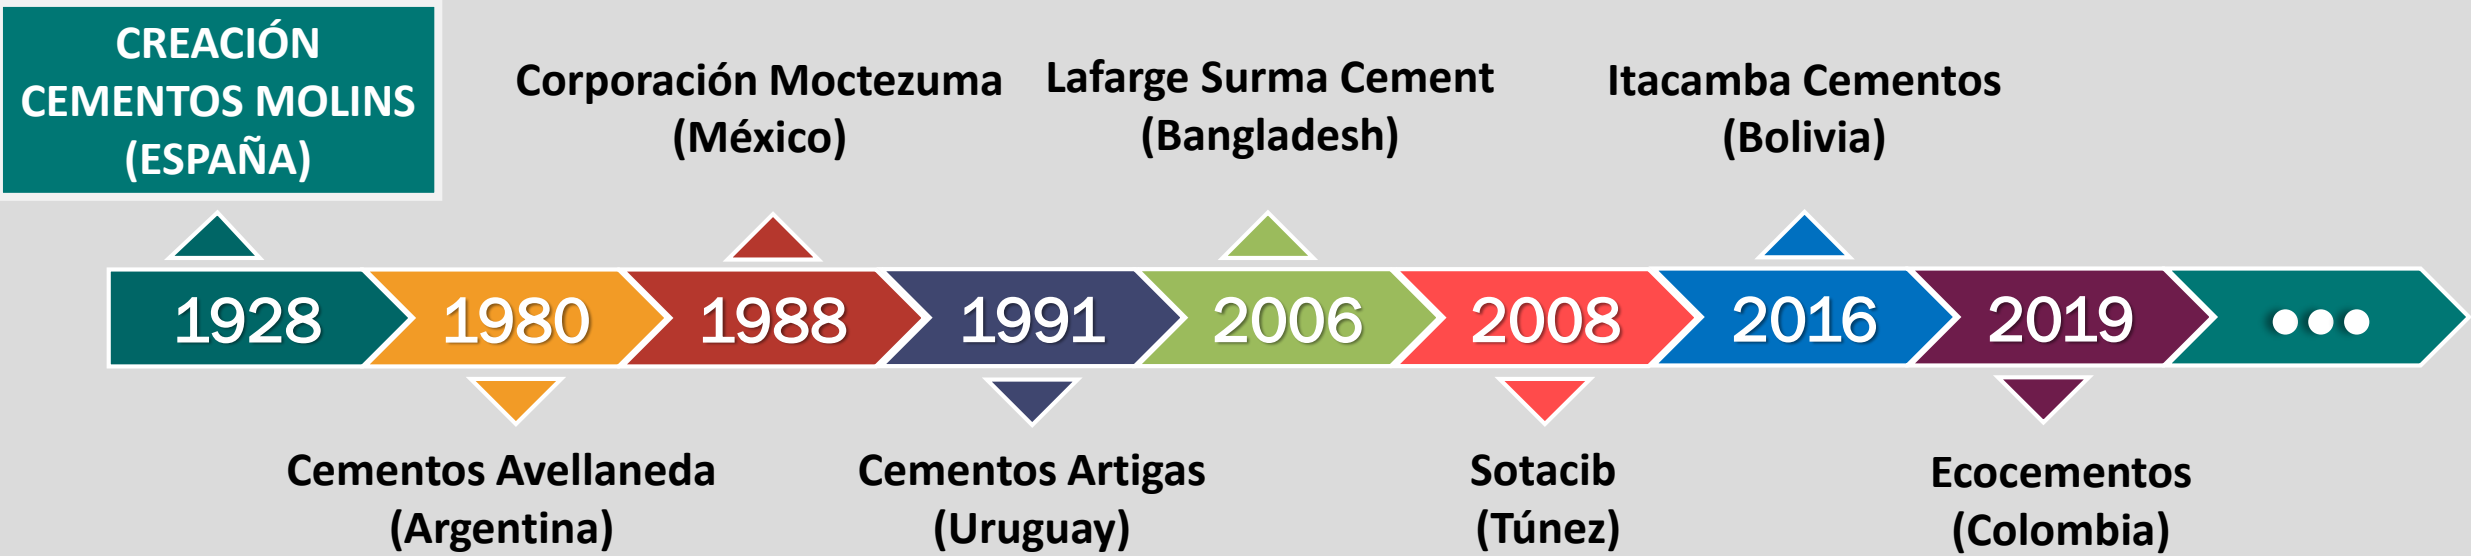 CREACIÓN
CEMENTOS MOLINS
(ESPAÑA)
Corporación Moctezuma
(México)
Lafarge Surma Cement
(Bangladesh)
Itacamba Cementos
(Bolivia)
1928
1980
1988
1991
2006
2008
2016
2019
•••
Cementos Avellaneda
(Argentina)
Cementos Artigas
(Uruguay)
Sotacib
(Túnez)
Ecocementos
(Colombia)